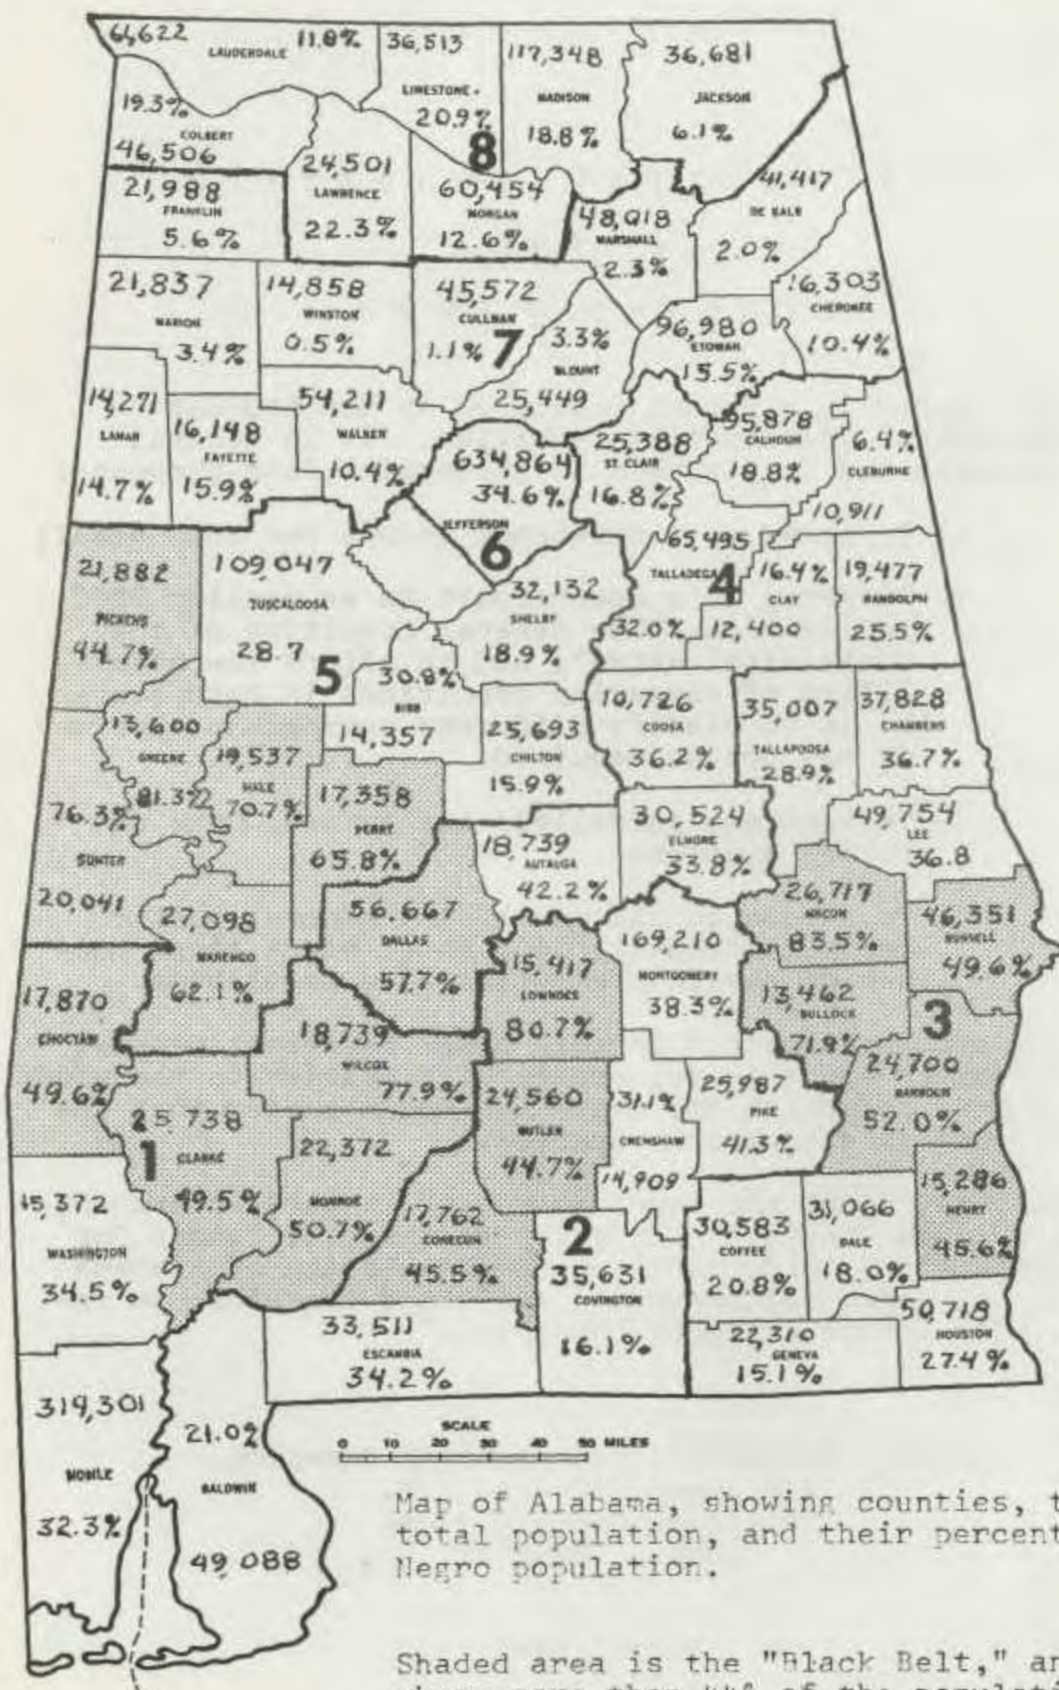 61,622 LAUDERDALE 11.8%
36,513
LIMESTONE
20.9%
8
117,348
MADISON
18.8%
36,681
JACKSON
6.1%
19.3%
COLBERT
46,506
24,501
LAWRENCE
22.3%
60,454
MORGAN
12.6%
21,988
FRANKLIN
5.6%
48,018
MARSHALL
2.3%
41,417
DE KALB
2.0%
21,837
MARION
3.4%
14,858
WINSTON
0.5%
45,572
CULLMAN
1.1%
7
3.3%
BLOUNT
25,449
96,980
ETOWAH
15.5%
16,303
CHEROKEE
10.4%
14,271
LAMAR
14.7%
16,148
FAYETTE
15.9%
54,211
WALKER
10.4%
634,864
34.6%
JEFFERSON
6
25,388
ST. CLAIR
16.8%
95,878
CALHOUN
18.8%
6.4%
CLEBURNE
10,911
21,882
PICKENS
44.7%
109,047
TUSCALOOSA
28.7
5
32,132
SHELBY
18.9%
65,495
TALLADEGA
4
32.0%
16.4%
CLAY
12,400
19,477
RANDOLPH
25.5%
30.8%
BIBB
14,357
25,693
CHILTON
15.9%
10,726
COOSA
36.2%
35,007
TALLAPOOSA
28.9%
37,828
CHAMBERS
36.7%
13,600
GREENE
81.3%
19,537
HALE
70.7%
76.3%
SUMTER
20,041
17,358
PERRY
65.8%
18,739
AUTAUGA
42.2%
30,524
ELMORE
33.8%
49,754
LEE
36.8
27,098
MARENGO
62.1%
56,667
DALLAS
57.7%
15,417
LOWNDES
80.7%
169,210
MONTGOMERY
38.3%
26,717
MACON
83.5%
46,351
RUSSELL
49.6%
17,870
CHOCTAW
49.6%
18,739
WILCOX
77.9%
13,462
BULLOCK
71.9%
3
24,700
BARBOUR
52.0%
25,738
1
CLARKE
49.5%
22,372
MONROE
50.7%
24,560
BUTLER
44.7%
31.1%
CRENSHAW
14,909
25,987
PIKE
41.3%
15,286
HENRY
45.6%
15,372
WASHINGTON
34.5%
17,762
CONECUH
45.5%
2
35,631
COVINGTON
16.1%
30,583
COFFEE
20.8%
31,066
DALE
18.0%
33,511
ESCAMBIA
34.2%
22,310
GENEVA
15.1%
50,718
HOUSTON
27.4%
319,301
MOBILE
32.3%
21.0%
BALDWIN
49,088
SCALE
0 10 20 30 40 50 MILES
Map of Alabama, showing counties,
total population, and their percent
Negro population.
Shaded area is the "Black Belt,"